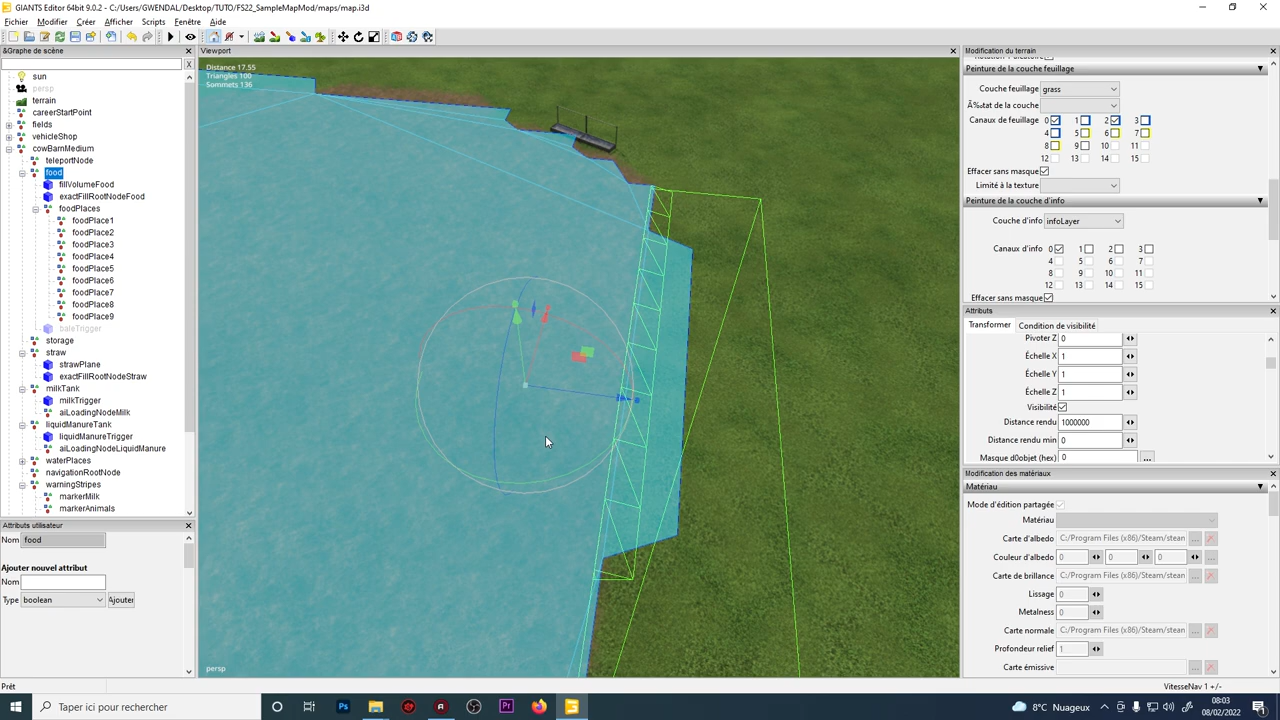 GIANTS Editor 64bit 9.0.2 - C:/Users/GWENDAL/Desktop/TUTO/FS22_SampleMapMod/maps/map.i3d
Fichier Modifier Créer Afficher Scripts Fenêtre Aide
&Graphe de scène
X
sun
persp
terrain
careerStartPoint
fields
vehicleShop
cowBarnMedium
teleportNode
food
fillVolumeFood
exactFillRootNodeFood
foodPlaces
foodPlace1
foodPlace2
foodPlace3
foodPlace4
foodPlace5
foodPlace6
foodPlace7
foodPlace8
foodPlace9
baleTrigger
storage
straw
strawPlane
exactFillRootNodeStraw
milkTank
milkTrigger
aiLoadingNodeMilk
liquidManureTank
liquidManureTrigger
aiLoadingNodeLiquidManure
waterPlaces
navigationRootNode
warningStripes
markerMilk
markerAnimals
Attributs utilisateur
Nom food
Ajouter nouvel attribut
Nom
Type boolean Ajouter
Viewport
Distance 17.55
Triangles 100
Sommets 136
persp
Modification du terrain
Peinture de la couche feuillage
Couche feuillage grass
Ã‰tat de la couche
Canaux de feuillage 0 1 2 3
4 5 6 7
8 9 10 11
12 13 14 15
Effacer sans masque
Limité à la texture
Peinture de la couche d'info
Couche d'info infoLayer
Canaux d'info 0 1 2 3
4 5 6 7
8 9 10 11
12 13 14 15
Effacer sans masque
Attributs
Transformer Condition de visibilité
Pivoter Z 0
Échelle X 1
Échelle Y 1
Échelle Z 1
Visibilité
Distance rendu 1000000
Distance rendu min 0
Masque d0objet (hex) 0 ...
Modification des matériaux
Matériau
Mode d'édition partagée
Matériau
Carte d'albedo C:/Program Files (x86)/Steam/stean ...
Couleur d'albedo 0 0 0 ...
Carte de brillance C:/Program Files (x86)/Steam/stean ...
Lissage 0
Metalness 0
Carte normale C:/Program Files (x86)/Steam/stean ...
Profondeur relief 1
Carte émissive ...
Prêt
VitesseNav 1 +/-
Taper ici pour rechercher
Ps
Pr
8°C Nuageux
08:03
08/02/2022